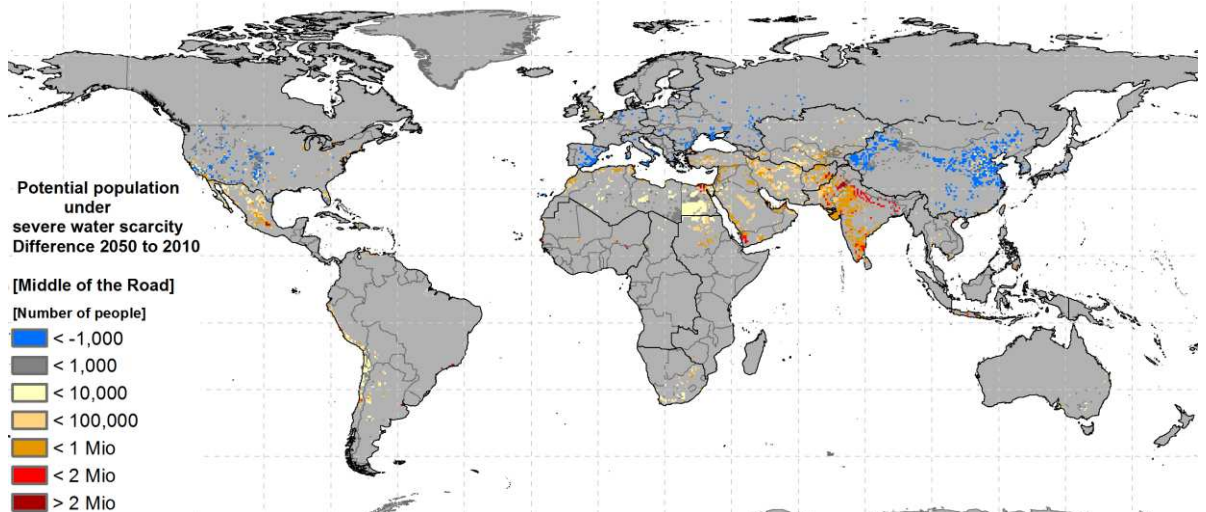 Potential population
under
severe water scarcity
Difference 2050 to 2010
[Middle of the Road]
[Number of people]
< -1,000
< 1,000
< 10,000
< 100,000
< 1 Mio
< 2 Mio
> 2 Mio